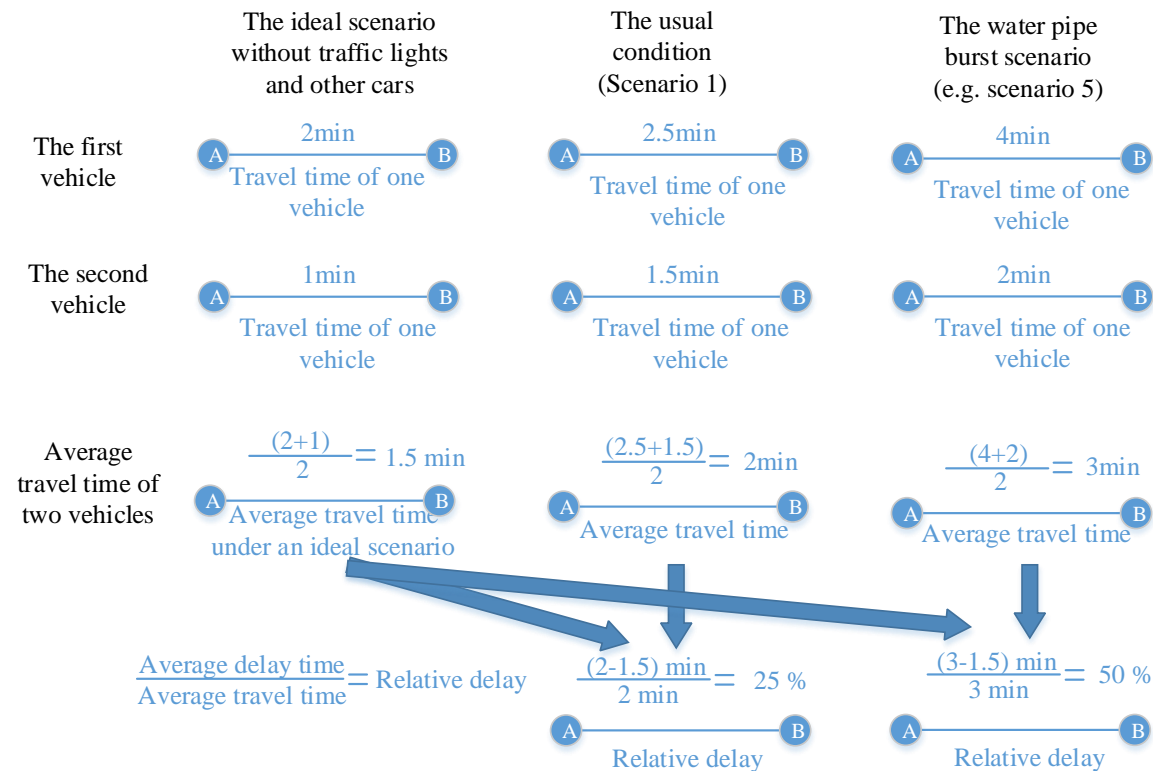 The ideal scenario
without traffic lights
and other cars
The usual
condition
(Scenario 1)
The water pipe
burst scenario
(e.g. scenario 5)
The first
vehicle
A
2min
B
Travel time of one
vehicle
A
2.5min
B
Travel time of one
vehicle
A
4min
B
Travel time of one
vehicle
The second
vehicle
A
1min
B
Travel time of one
vehicle
A
1.5min
B
Travel time of one
vehicle
A
2min
B
Travel time of one
vehicle
Average
travel time of
two vehicles
(2+1)
2
= 1.5 min
A
B
Average travel time
under an ideal scenario
(2.5+1.5)
2
= 2min
A
B
Average travel time
(4+2)
2
= 3min
A
B
Average travel time
Average delay time
Average travel time
= Relative delay
(2-1.5) min
2 min
= 25 %
A
B
Relative delay
(3-1.5) min
3 min
= 50 %
A
B
Relative delay